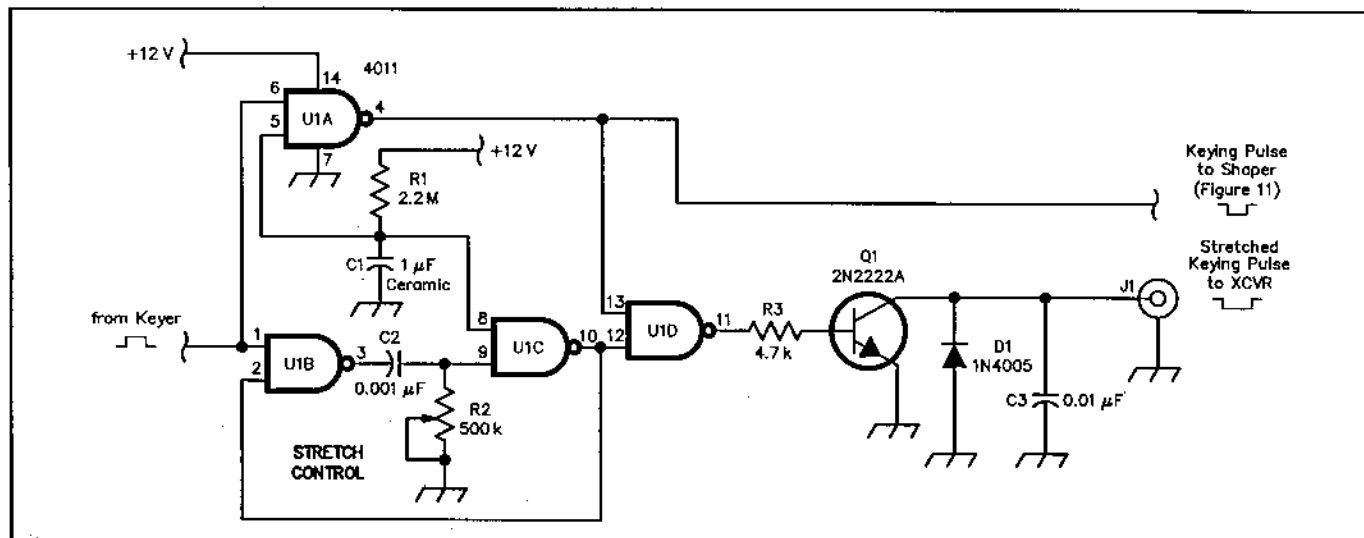 +12 V
14
4011
6
4
U1A
5
7
+12 V
R1
2.2 M
C1
1 µF
Ceramic
Keying Pulse
to Shaper
(Figure 11)
Stretched
Keying Pulse
to XCVR
J1
Q1
2N2222A
from Keyer
1
2
U1B
3
C2
0.001 µF
8
9
U1C
10
13
12
U1D
11
R3
4.7 k
D1
1N4005
C3
0.01 µF
R2
500 k
STRETCH
CONTROL